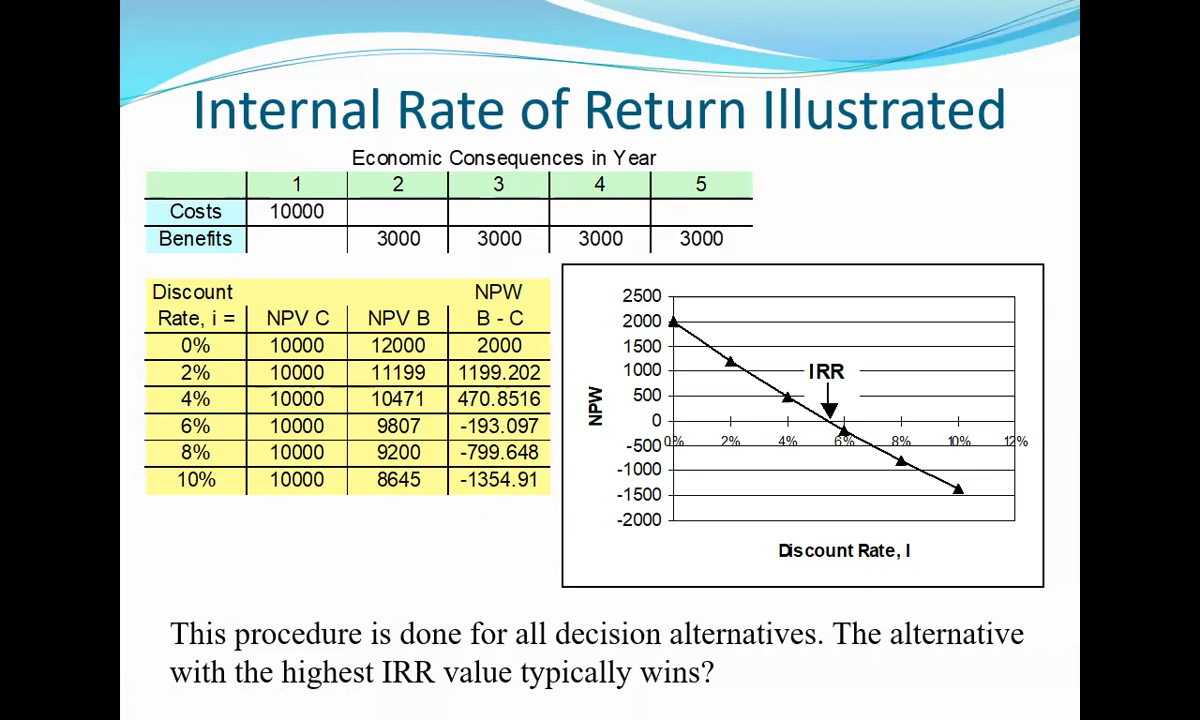 Internal Rate of Return Illustrated
Economic Consequences in Year
1 2 3 4 5
Costs 10000
Benefits 3000 3000 3000 3000
Discount NPW
Rate, i = NPV C NPV B B - C
0% 10000 12000 2000
2% 10000 11199 1199.202
4% 10000 10471 470.8516
6% 10000 9807 -193.097
8% 10000 9200 -799.648
10% 10000 8645 -1354.91
2500
2000
1500
1000
500
0
-500
-1000
-1500
-2000
NPW
IRR
0% 2% 4% 6% 8% 10% 12%
Discount Rate, I
This procedure is done for all decision alternatives. The alternative
with the highest IRR value typically wins?